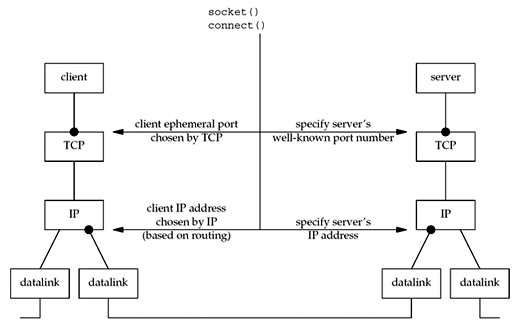 socket()
connect()
client
server
client ephemeral port
chosen by TCP
specify server's
well-known port number
TCP
TCP
client IP address
chosen by IP
(based on routing)
specify server's
IP address
IP
IP
datalink
datalink
datalink
datalink